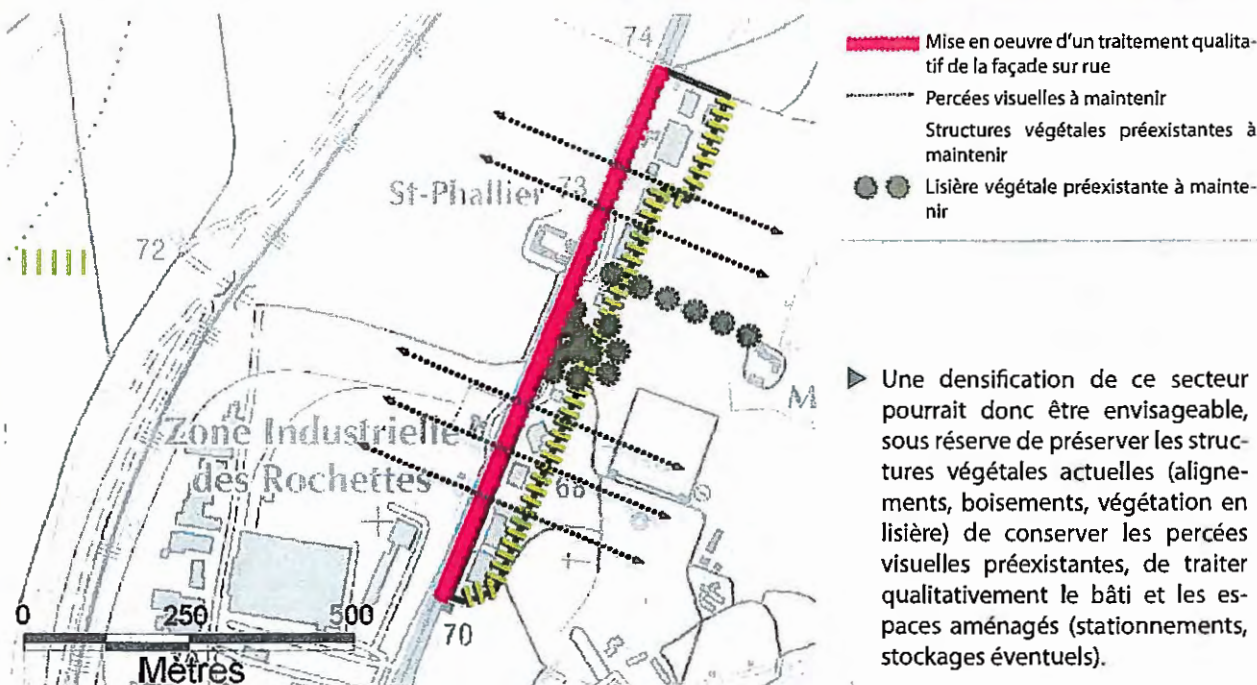 74
St-Phallier
73
72
Zone Industrielle
des Rochettes
68
M
70
0 250 500
Mètres
Mise en oeuvre d'un traitement qualita-
tif de la façade sur rue
Percées visuelles à maintenir
Structures végétales préexistantes à
maintenir
Lisière végétale préexistante à mainte-
nir
Une densification de ce secteur
pourrait donc être envisageable,
sous réserve de préserver les struc-
tures végétales actuelles (aligne-
ments, boisements, végétation en
lisière) de conserver les percées
visuelles préexistantes, de traiter
qualitativement le bâti et les es-
paces aménagés (stationnements,
stockages éventuels).